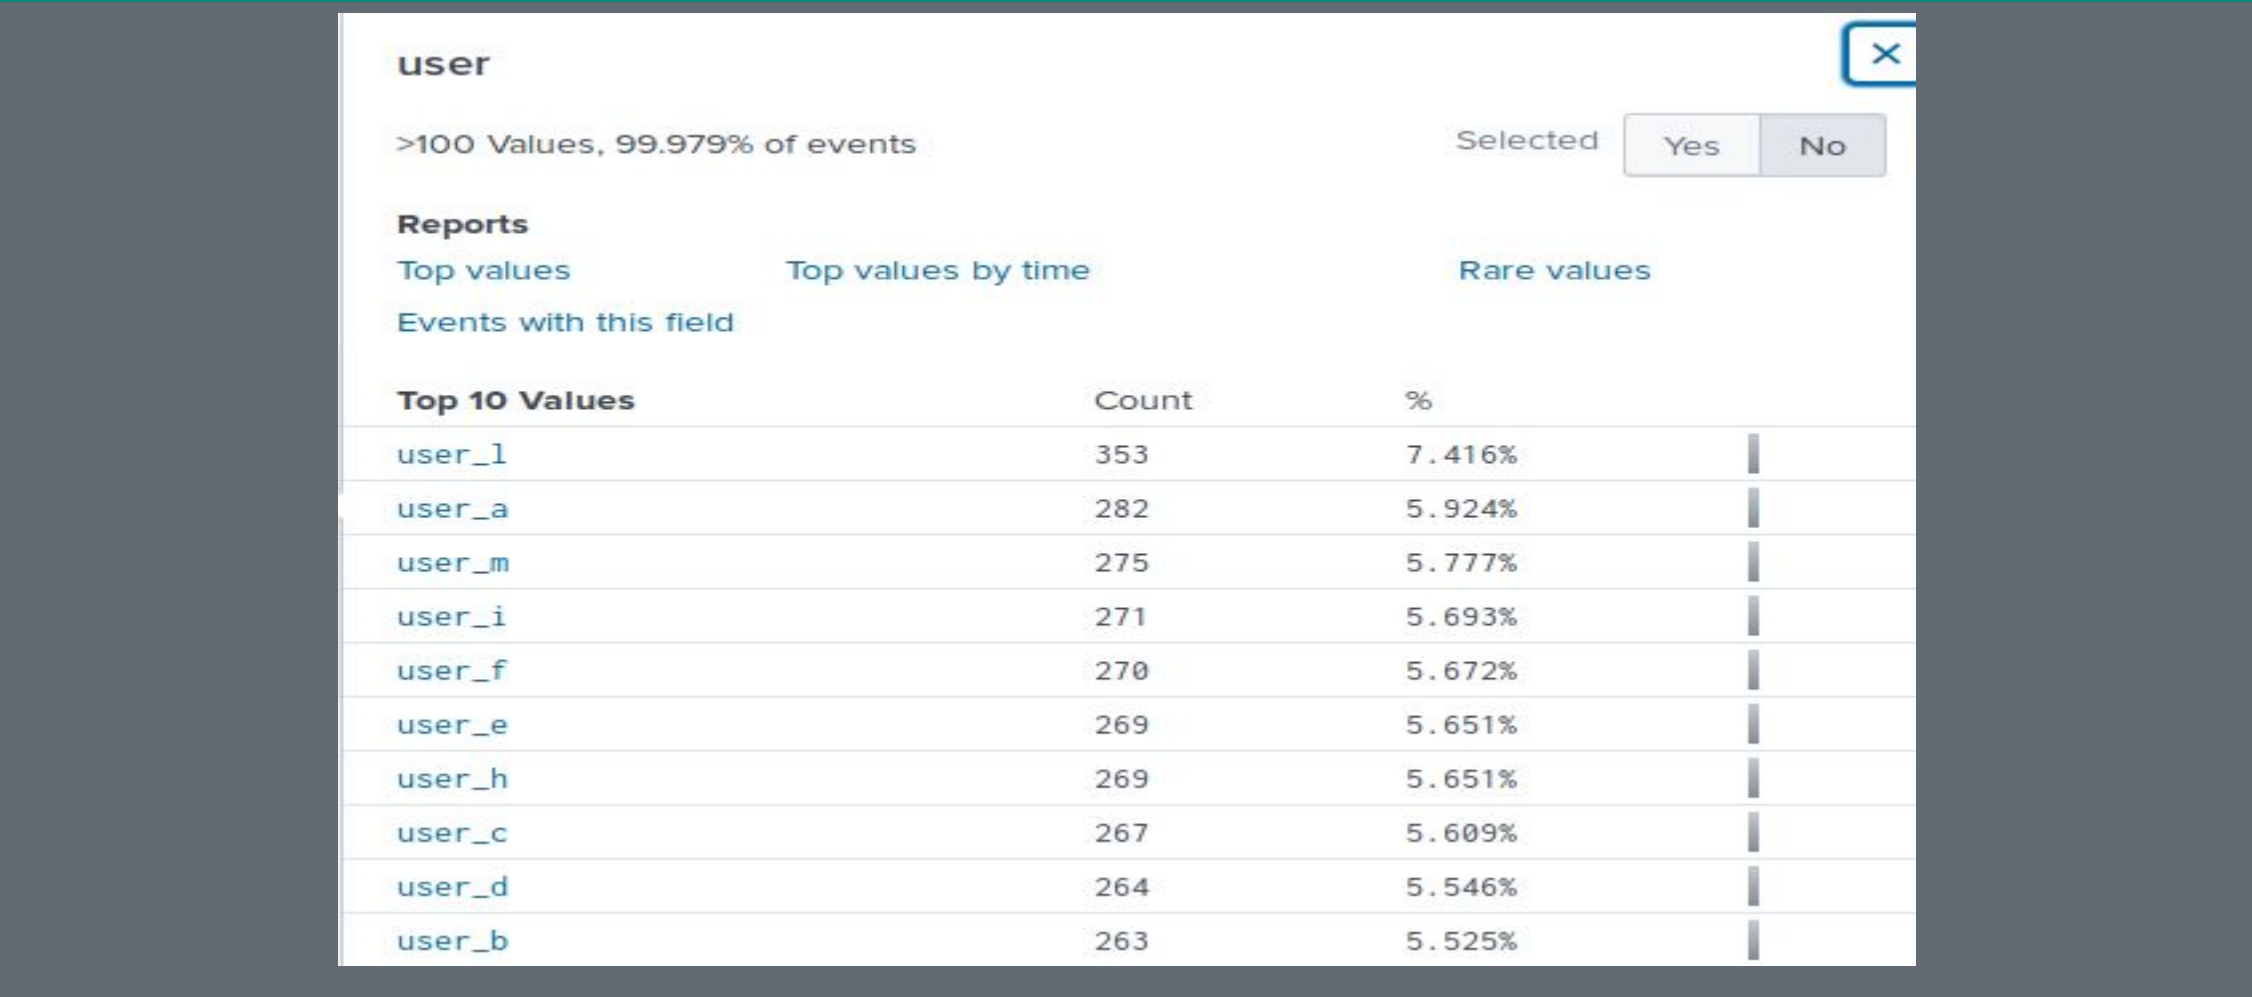 user
>100 Values, 99.979% of events
Selected Yes No
Reports
Top values Top values by time Rare values
Events with this field
Top 10 Values Count %
user_l 353 7.416%
user_a 282 5.924%
user_m 275 5.777%
user_i 271 5.693%
user_f 270 5.672%
user_e 269 5.651%
user_h 269 5.651%
user_c 267 5.609%
user_d 264 5.546%
user_b 263 5.525%